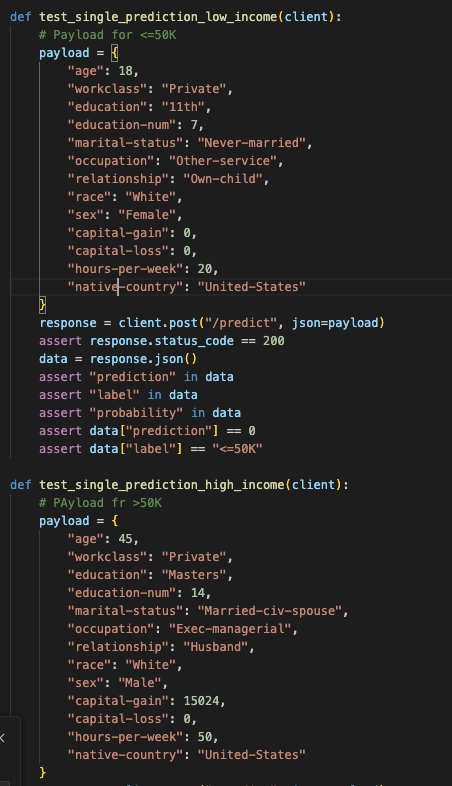 def test_single_prediction_low_income(client):
    # Payload for <=50K
    payload = {
        "age": 18,
        "workclass": "Private",
        "education": "11th",
        "education-num": 7,
        "marital-status": "Never-married",
        "occupation": "Other-service",
        "relationship": "Own-child",
        "race": "White",
        "sex": "Female",
        "capital-gain": 0,
        "capital-loss": 0,
        "hours-per-week": 20,
        "native-country": "United-States"
    }
    response = client.post("/predict", json=payload)
    assert response.status_code == 200
    data = response.json()
    assert "prediction" in data
    assert "label" in data
    assert "probability" in data
    assert data["prediction"] == 0
    assert data["label"] == "<=50K"

def test_single_prediction_high_income(client):
    # PAyload fr >50K
    payload = {
        "age": 45,
        "workclass": "Private",
        "education": "Masters",
        "education-num": 14,
        "marital-status": "Married-civ-spouse",
        "occupation": "Exec-managerial",
        "relationship": "Husband",
        "race": "White",
        "sex": "Male",
        "capital-gain": 15024,
        "capital-loss": 0,
        "hours-per-week": 50,
        "native-country": "United-States"
    }